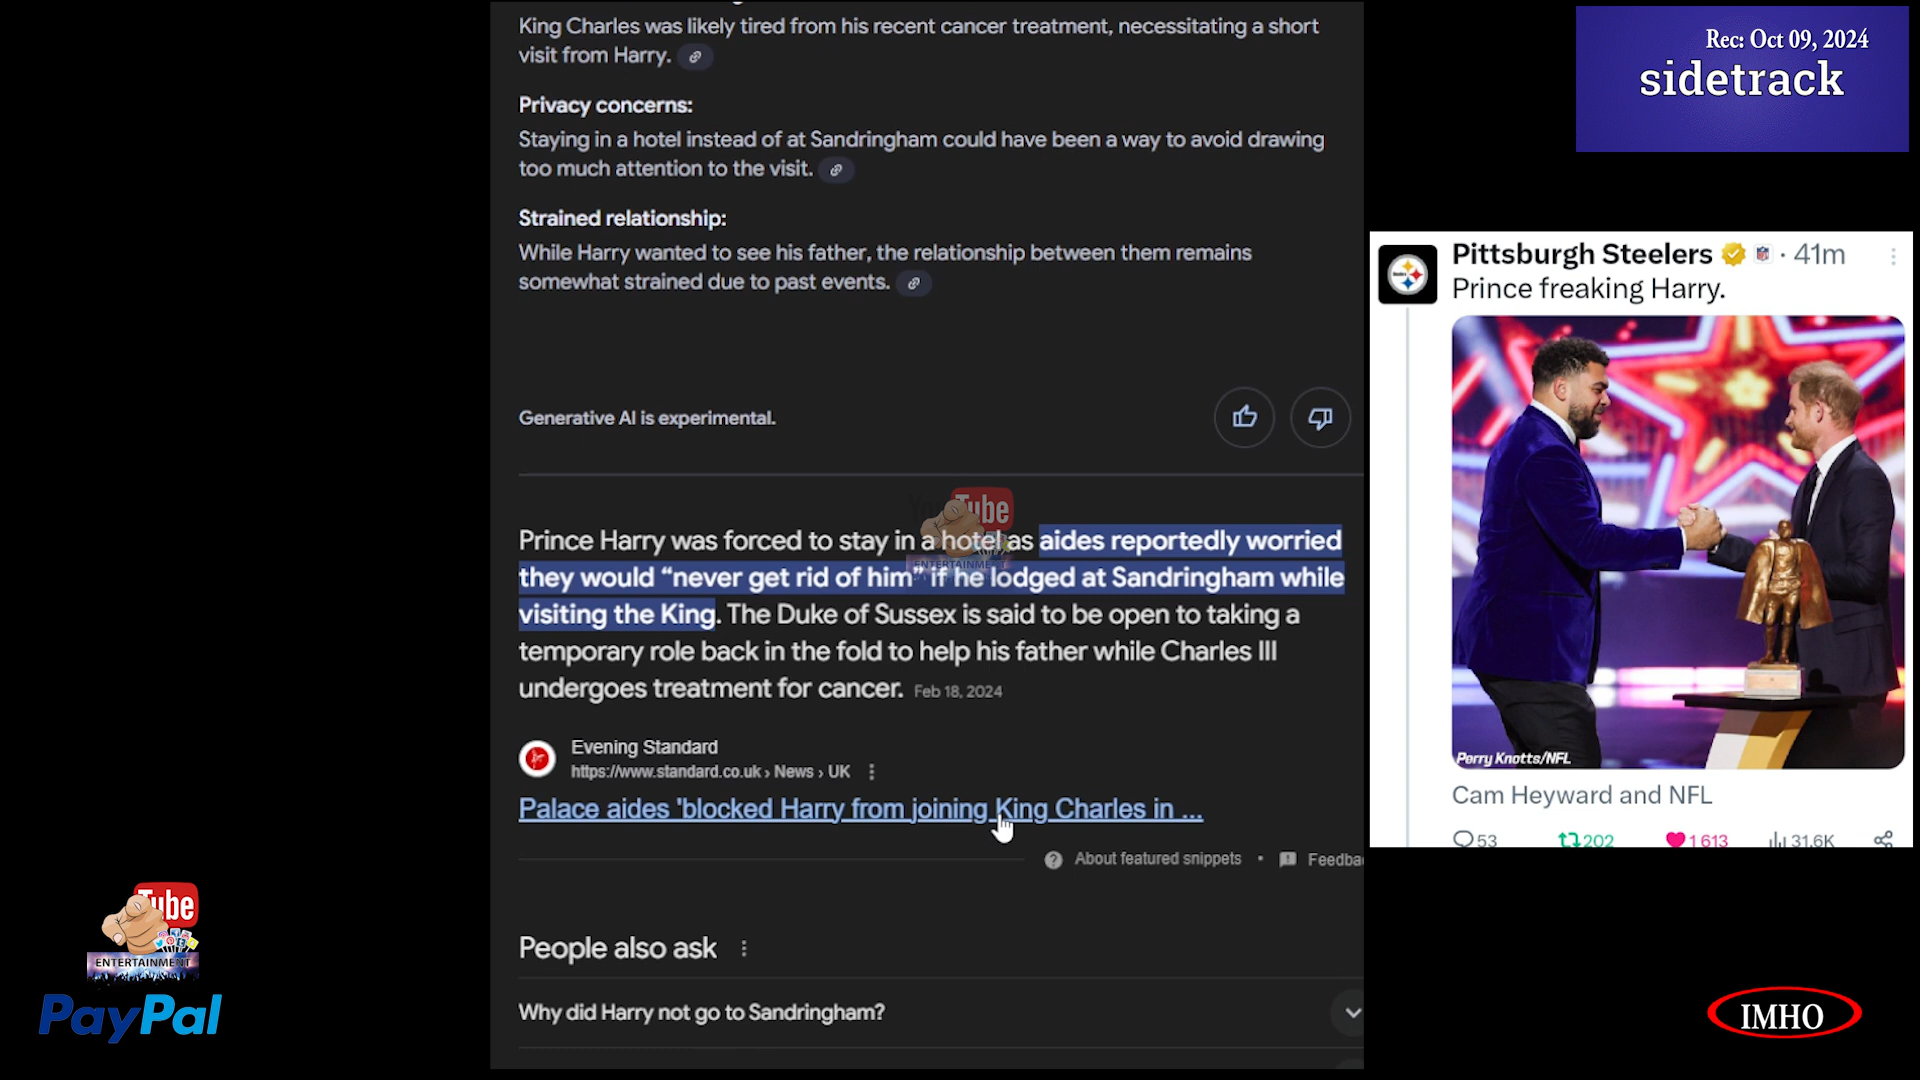 King Charles was likely tired from his recent cancer treatment, necessitating a short
visit from Harry.
Privacy concerns:
Staying in a hotel instead of at Sandringham could have been a way to avoid drawing
too much attention to the visit.
Strained relationship:
While Harry wanted to see his father, the relationship between them remains
somewhat strained due to past events.
Generative AI is experimental.
Prince Harry was forced to stay in a hotel as aides reportedly worried
they would “never get rid of him” if he lodged at Sandringham while
visiting the King. The Duke of Sussex is said to be open to taking a
temporary role back in the fold to help his father while Charles III
undergoes treatment for cancer. Feb 18, 2024
Evening Standard
https://www.standard.co.uk › News › UK
Palace aides 'blocked Harry from joining King Charles in ...
About featured snippets • Feedba
People also ask
Why did Harry not go to Sandringham?
Rec: Oct 09, 2024
sidetrack
Pittsburgh Steelers · 41m
Prince freaking Harry.
Perry Knotts/NFL
Cam Heyward and NFL
53 202 1 613 31.6K
Tube
ENTERTAINMENT
Tube
ENTERTAINMENT
PayPal
IMHO